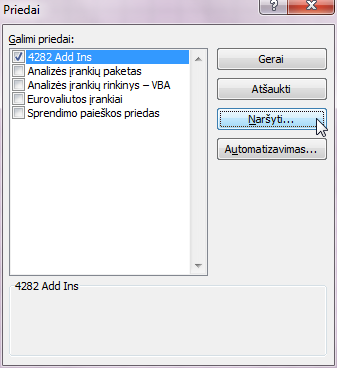 Priedai
?
Galimi priedai:
4282 Add Ins
Analizės įrankių paketas
Analizės įrankių rinkinys – VBA
Eurovaliutos įrankiai
Sprendimo paieškos priedas
Gerai
Atšaukti
Naršyti...
Automatizavimas...
4282 Add Ins